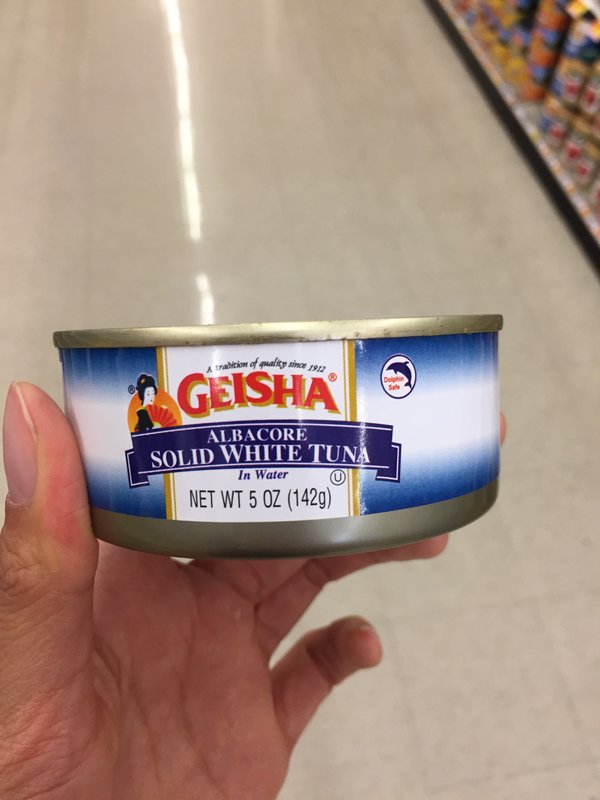 A tradition of quality since 1912
GEISHA®
®
Dolphin
Safe
ALBACORE
SOLID WHITE TUNA
In Water
U
NET WT 5 OZ (142g)